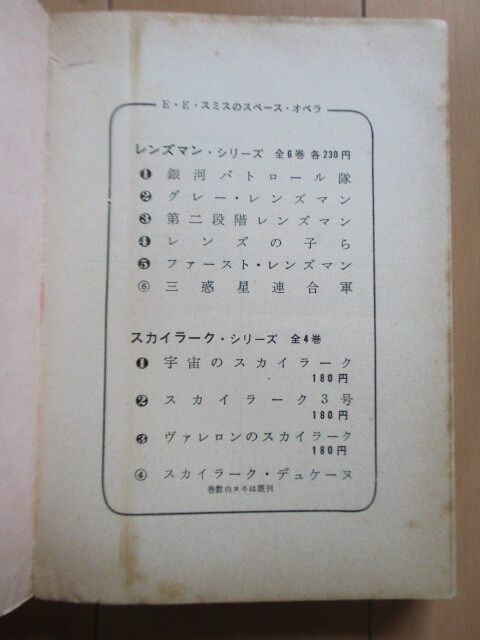 E・E・スミスのスペース・オペラ
レンズマン・シリーズ 全6巻 各230円
❶ 銀河パトロール隊
❷ グレー・レンズマン
❸ 第二段階レンズマン
❹ レンズの子ら
❺ ファースト・レンズマン
⑥ 三惑星連合軍
スカイラーク・シリーズ 全4巻
❶ 宇宙のスカイラーク
180円
❷ スカイラーク3号
180円
❸ ヴァレロンのスカイラーク
180円
④ スカイラーク・デュケーヌ
巻数白ヌキは既刊